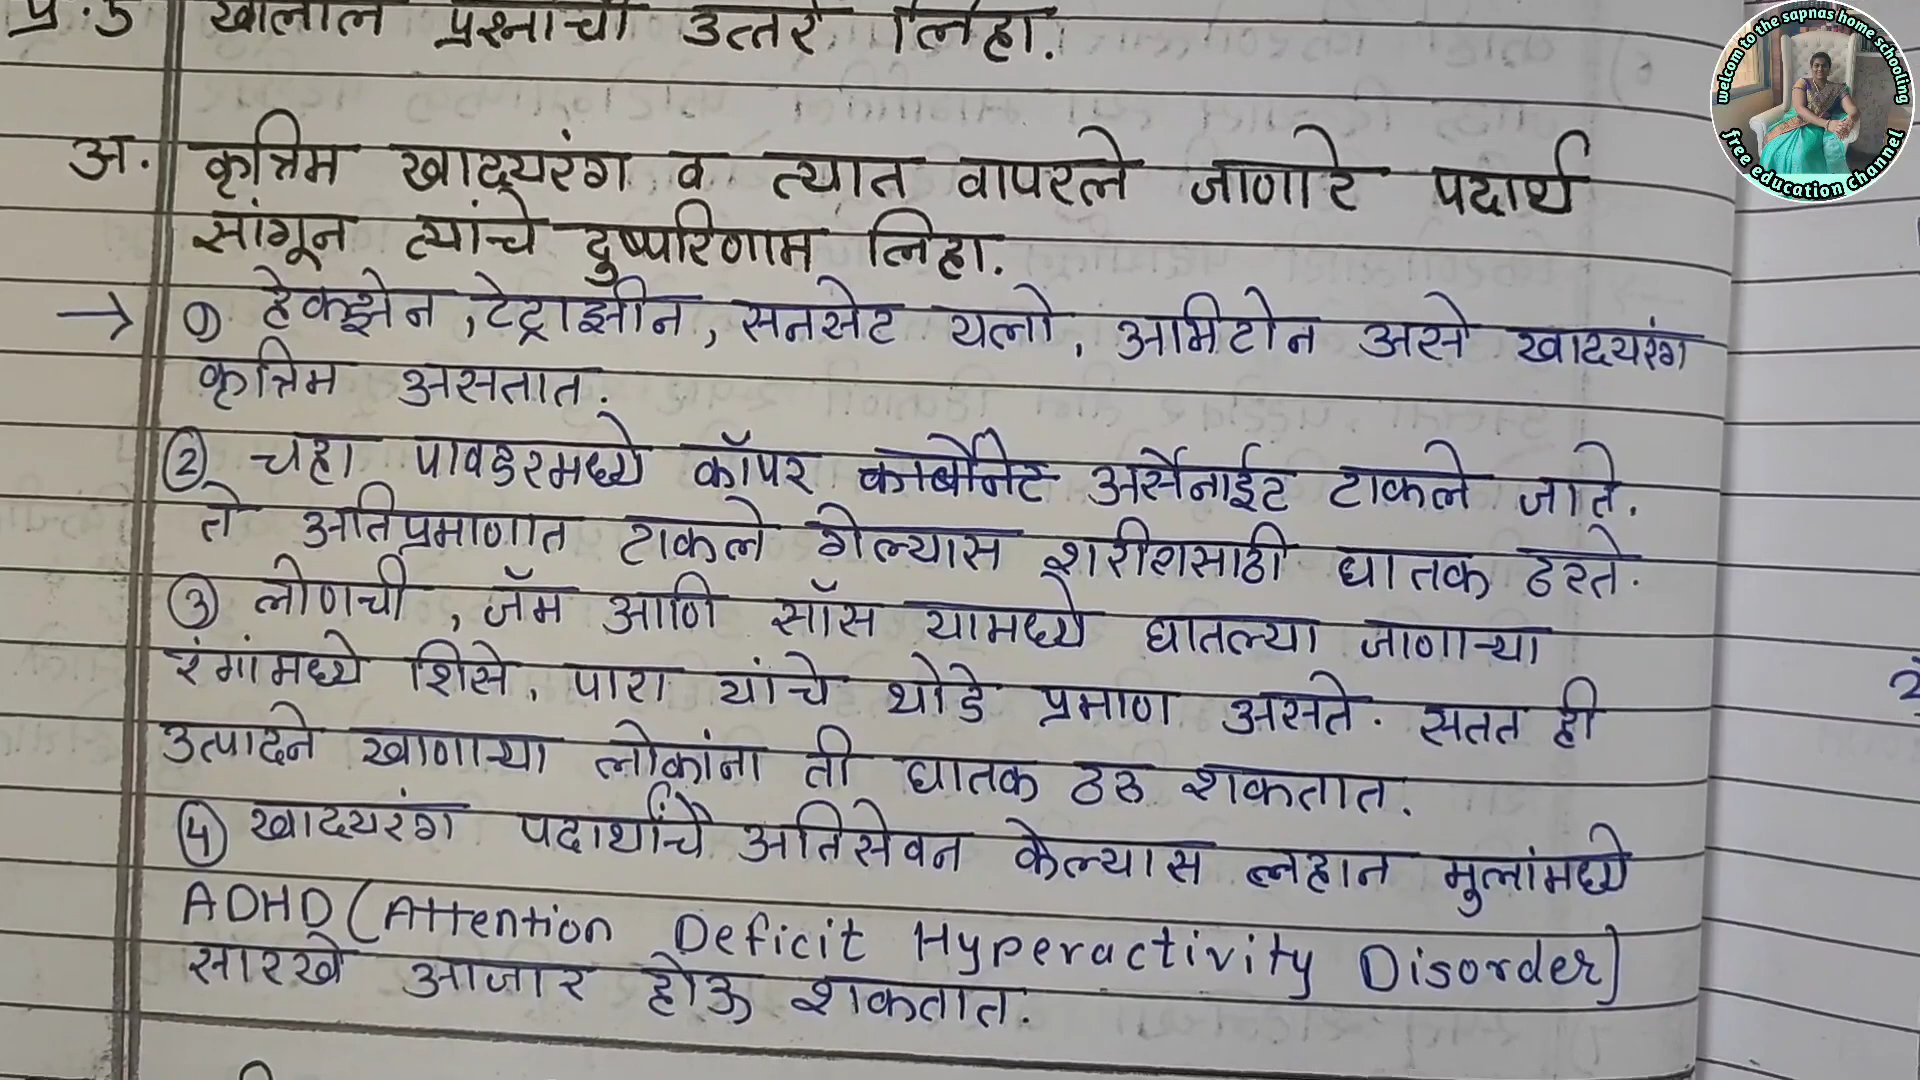 प्र.5 खालील प्रश्नांची उत्तरे लिहा.
अ. कृत्रिम खाद्यरंग व त्यात वापरले जाणारे पदार्थ
सांगून त्यांचे दुष्परिणाम लिहा.
→ ① हेक्झेन, टेट्राझीन, सनसेट यलो, आमिटोन असे खाद्यरंग
कृत्रिम असतात.
② चहा पावडरमध्ये कॉपर कार्बोनेट अर्सेनाईट टाकले जाते.
ते अतिप्रमाणात टाकले गेल्यास शरीरासाठी घातक ठरते.
③ लोणची, जॅम आणि सॉस यामध्ये घातल्या जाणाऱ्या
रंगांमध्ये शिसे, पारा यांचे थोडे प्रमाण असते. सतत ही
उत्पादने खाणाऱ्या लोकांना ती घातक ठरु शकतात.
④ खाद्यरंग पदार्थांचे अतिसेवन केल्यास लहान मुलांमध्ये
ADHD (Attention Deficit Hyperactivity Disorder)
सारखे आजार होऊ शकतात.
welcom to the sapnas home schooling
free education channel